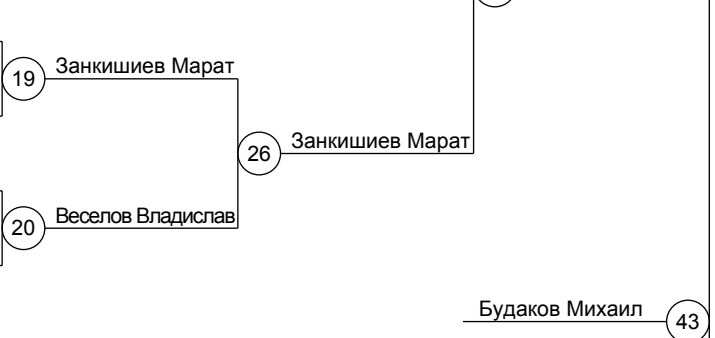 19
Занкишиев Марат
26
Занкишиев Марат
20
Веселов Владислав
Будаков Михаил
43